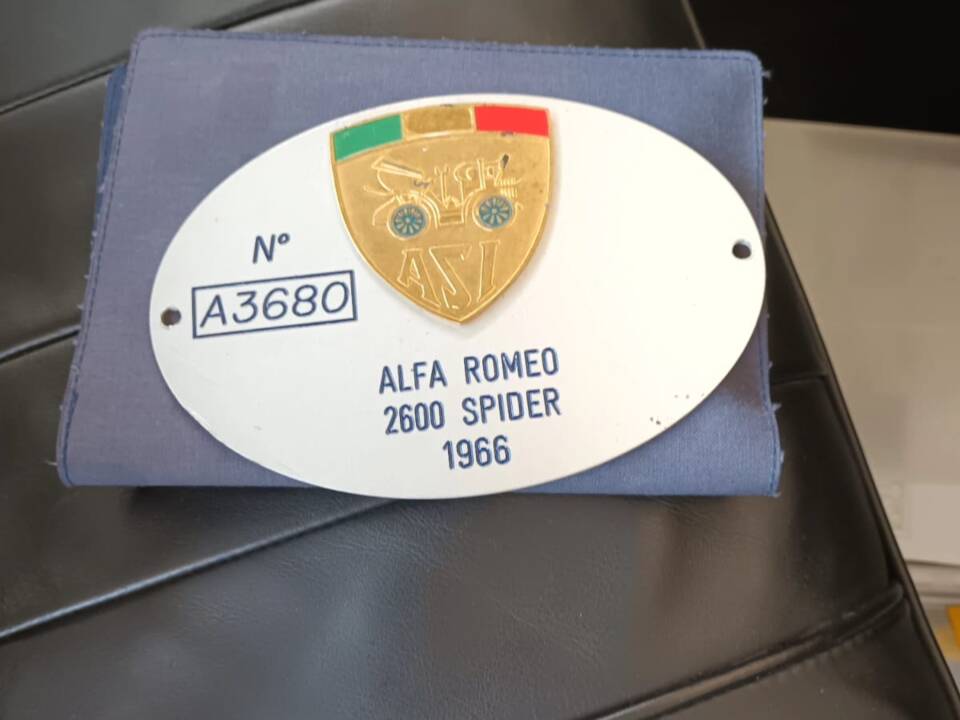 ASI
N°
A3680
ALFA ROMEO
2600 SPIDER
1966